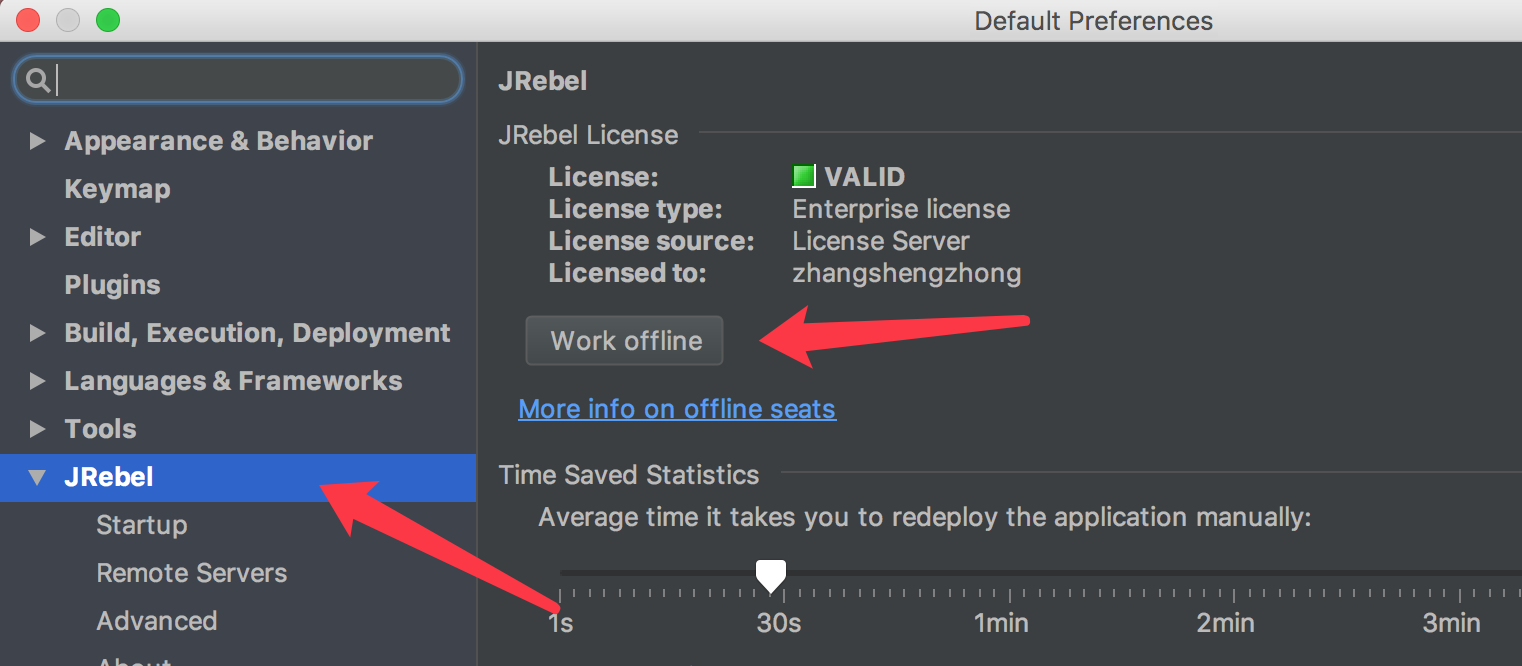 Default Preferences
Appearance & Behavior
Keymap
Editor
Plugins
Build, Execution, Deployment
Languages & Frameworks
Tools
JRebel
Startup
Remote Servers
Advanced
About
JRebel
JRebel License
License: VALID
License type: Enterprise license
License source: License Server
Licensed to: zhangshengzhong
Work offline
More info on offline seats
Time Saved Statistics
Average time it takes you to redeploy the application manually:
1s 30s 1min 2min 3min